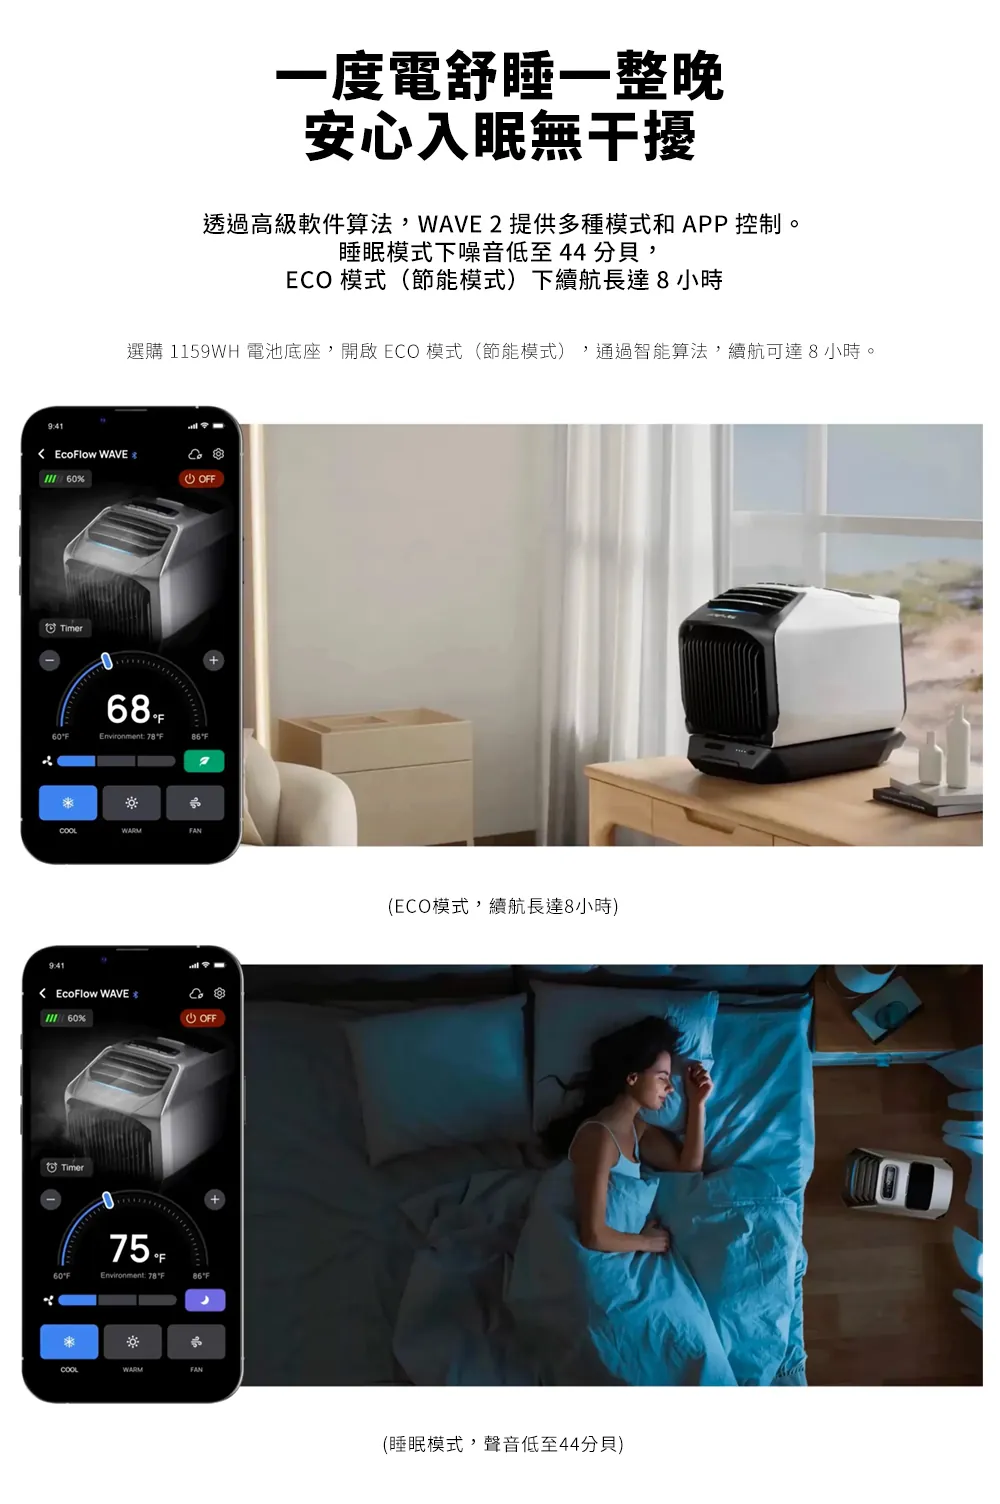 一度電舒睡一整晚
安心入眠無干擾
透過高級軟件算法，WAVE 2 提供多種模式和 APP 控制。
睡眠模式下噪音低至 44 分貝，
ECO 模式（節能模式）下續航長達 8 小時
選購 1159WH 電池底座，開啟 ECO 模式（節能模式），通過智能算法，續航可達 8 小時。
9:41
EcoFlow WAVE
60%
OFF
Timer
68 °F
60°F Environment: 78°F 86°F
COOL WARM FAN
(ECO模式，續航長達8小時)
9:41
EcoFlow WAVE
60%
OFF
Timer
75 °F
60°F Environment: 78°F 86°F
COOL WARM FAN
(睡眠模式，聲音低至44分貝)